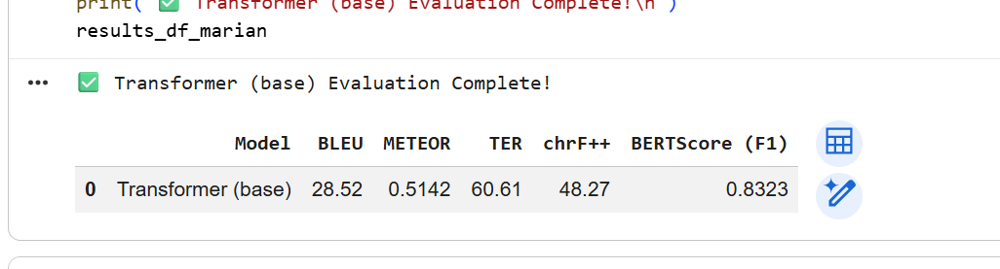 print( ✅ Transformer (base) Evaluation Complete!\n )
results_df_marian
✅ Transformer (base) Evaluation Complete!
Model BLEU METEOR TER chrF++ BERTScore (F1)
0 Transformer (base) 28.52 0.5142 60.61 48.27 0.8323